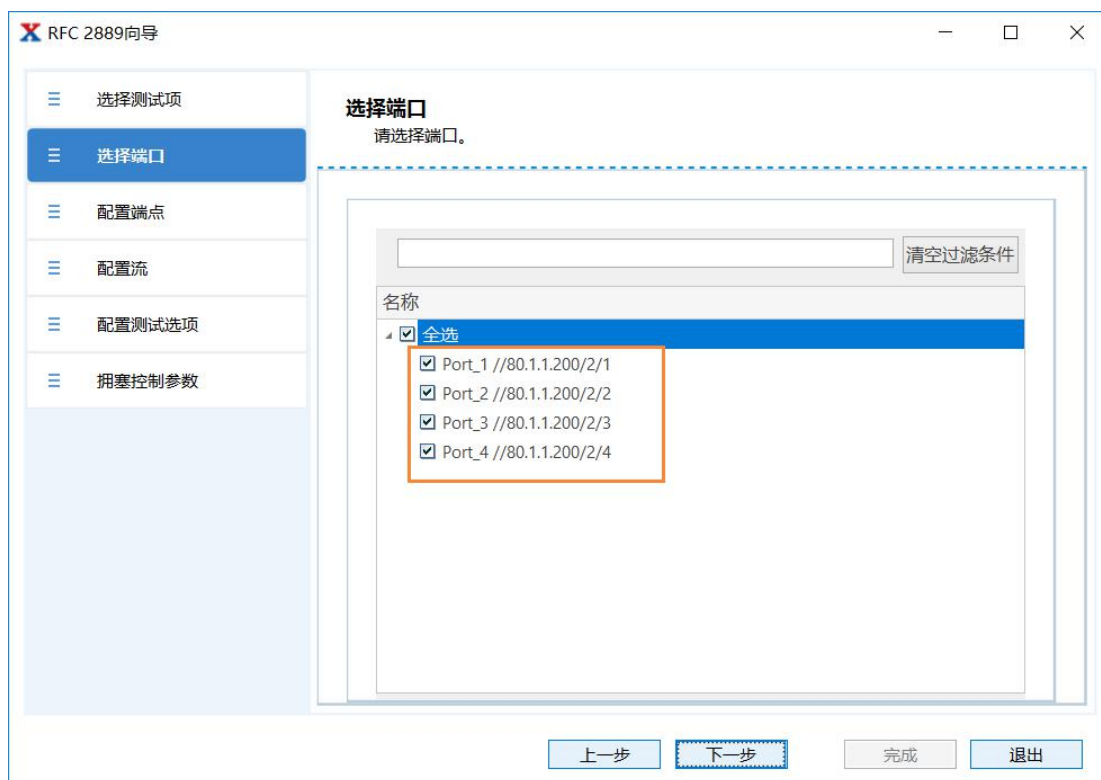 RFC 2889向导
选择测试项
选择端口
配置端点
配置流
配置测试选项
拥塞控制参数
选择端口
请选择端口。
清空过滤条件
名称
全选
Port_1 //80.1.1.200/2/1
Port_2 //80.1.1.200/2/2
Port_3 //80.1.1.200/2/3
Port_4 //80.1.1.200/2/4
上一步 下一步 完成 退出